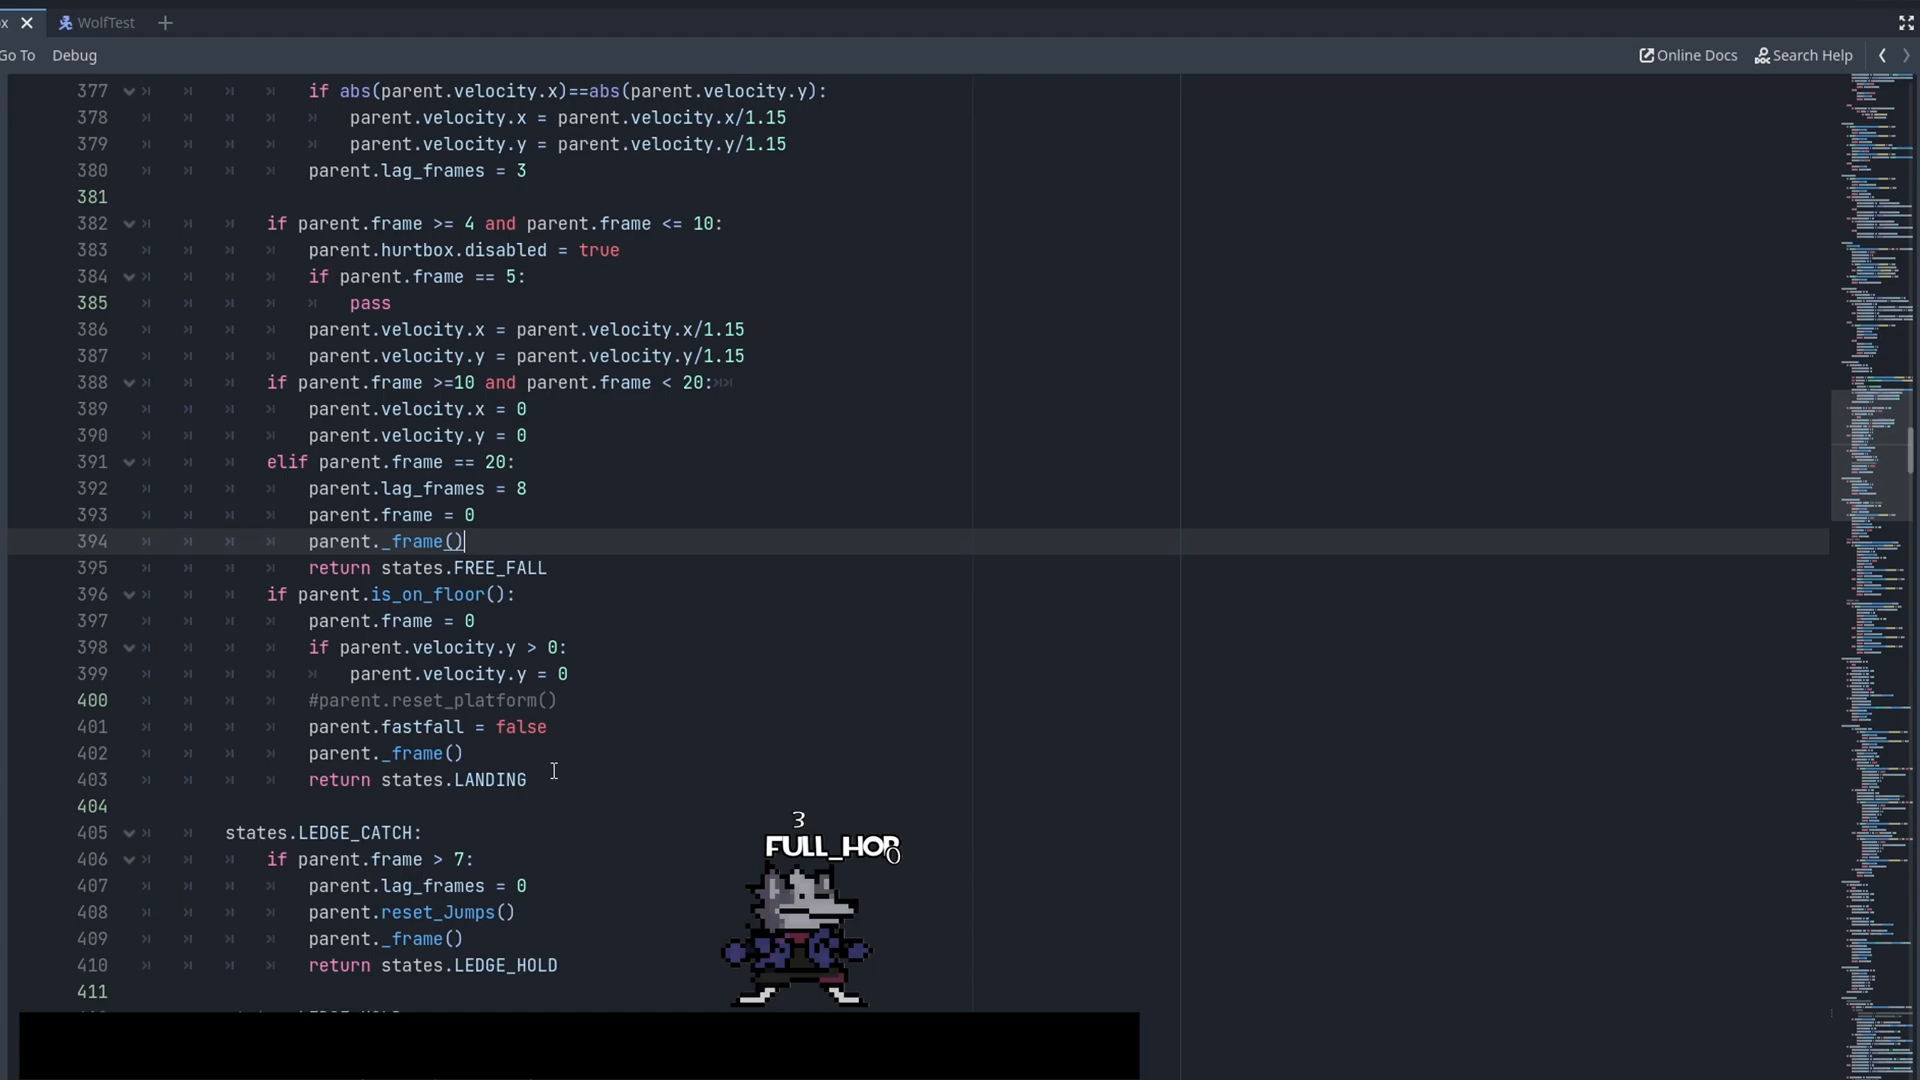 x WolfTest
Go To Debug Online Docs Search Help
377 if abs(parent.velocity.x)==abs(parent.velocity.y):
378 parent.velocity.x = parent.velocity.x/1.15
379 parent.velocity.y = parent.velocity.y/1.15
380 parent.lag_frames = 3
381
382 if parent.frame >= 4 and parent.frame <= 10:
383 parent.hurtbox.disabled = true
384 if parent.frame == 5:
385 pass
386 parent.velocity.x = parent.velocity.x/1.15
387 parent.velocity.y = parent.velocity.y/1.15
388 if parent.frame >=10 and parent.frame < 20:
389 parent.velocity.x = 0
390 parent.velocity.y = 0
391 elif parent.frame == 20:
392 parent.lag_frames = 8
393 parent.frame = 0
394 parent._frame()
395 return states.FREE_FALL
396 if parent.is_on_floor():
397 parent.frame = 0
398 if parent.velocity.y > 0:
399 parent.velocity.y = 0
400 #parent.reset_platform()
401 parent.fastfall = false
402 parent._frame()
403 return states.LANDING
404
405 states.LEDGE_CATCH:
406 if parent.frame > 7:
407 parent.lag_frames = 0
408 parent.reset_Jumps()
409 parent._frame()
410 return states.LEDGE_HOLD
411
3
FULL_HOP
0